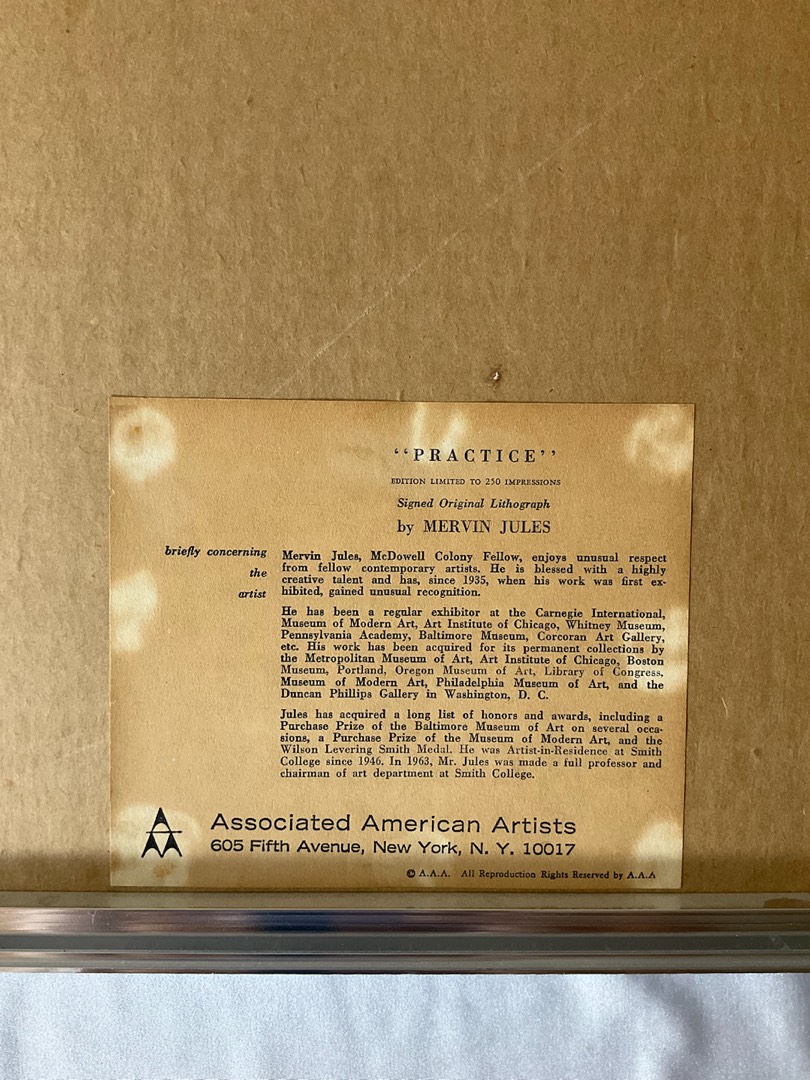 ‘‘PRACTICE’’
EDITION LIMITED TO 250 IMPRESSIONS
Signed Original Lithograph
by MERVIN JULES
briefly concerning
the
artist
Mervin Jules, McDowell Colony Fellow, enjoys unusual respect
from fellow contemporary artists. He is blessed with a highly
creative talent and has, since 1935, when his work was first ex-
hibited, gained unusual recognition.
He has been a regular exhibitor at the Carnegie International,
Museum of Modern Art, Art Institute of Chicago, Whitney Museum,
Pennsylvania Academy, Baltimore Museum, Corcoran Art Gallery,
etc. His work has been acquired for its permanent collections by
the Metropolitan Museum of Art, Art Institute of Chicago, Boston
Museum, Portland, Oregon Museum of Art, Library of Congress,
Museum of Modern Art, Philadelphia Museum of Art, and the
Duncan Phillips Gallery in Washington, D. C.
Jules has acquired a long list of honors and awards, including a
Purchase Prize of the Baltimore Museum of Art on several occa-
sions, a Purchase Prize of the Museum of Modern Art, and the
Wilson Levering Smith Medal. He was Artist-in-Residence at Smith
College since 1946. In 1963, Mr. Jules was made a full professor and
chairman of art department at Smith College.
Associated American Artists
605 Fifth Avenue, New York, N. Y. 10017
© A.A.A. All Reproduction Rights Reserved by A.A.A